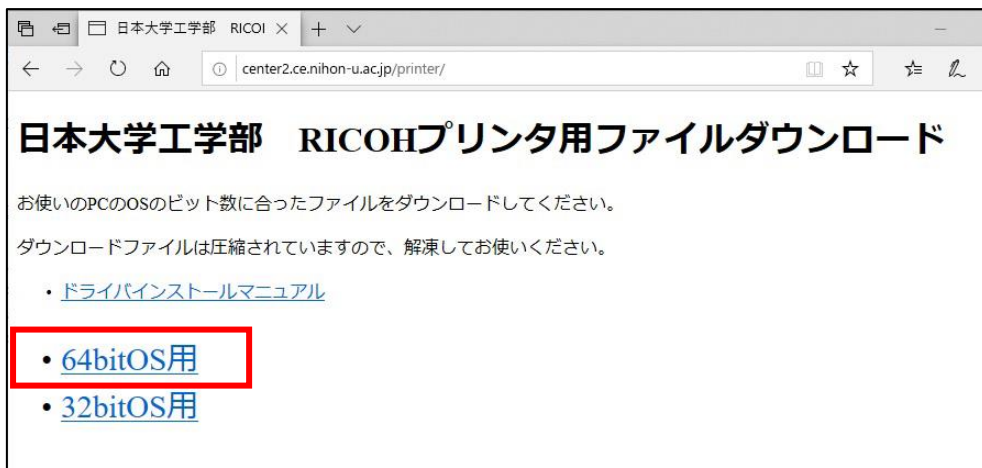 日本大学工学部 RICOI
center2.ce.nihon-u.ac.jp/printer/
日本大学工学部　RICOHプリンタ用ファイルダウンロード
お使いのPCのOSのビット数に合ったファイルをダウンロードしてください。
ダウンロードファイルは圧縮されていますので、解凍してお使いください。
• ドライバインストールマニュアル
• 64bitOS用
• 32bitOS用